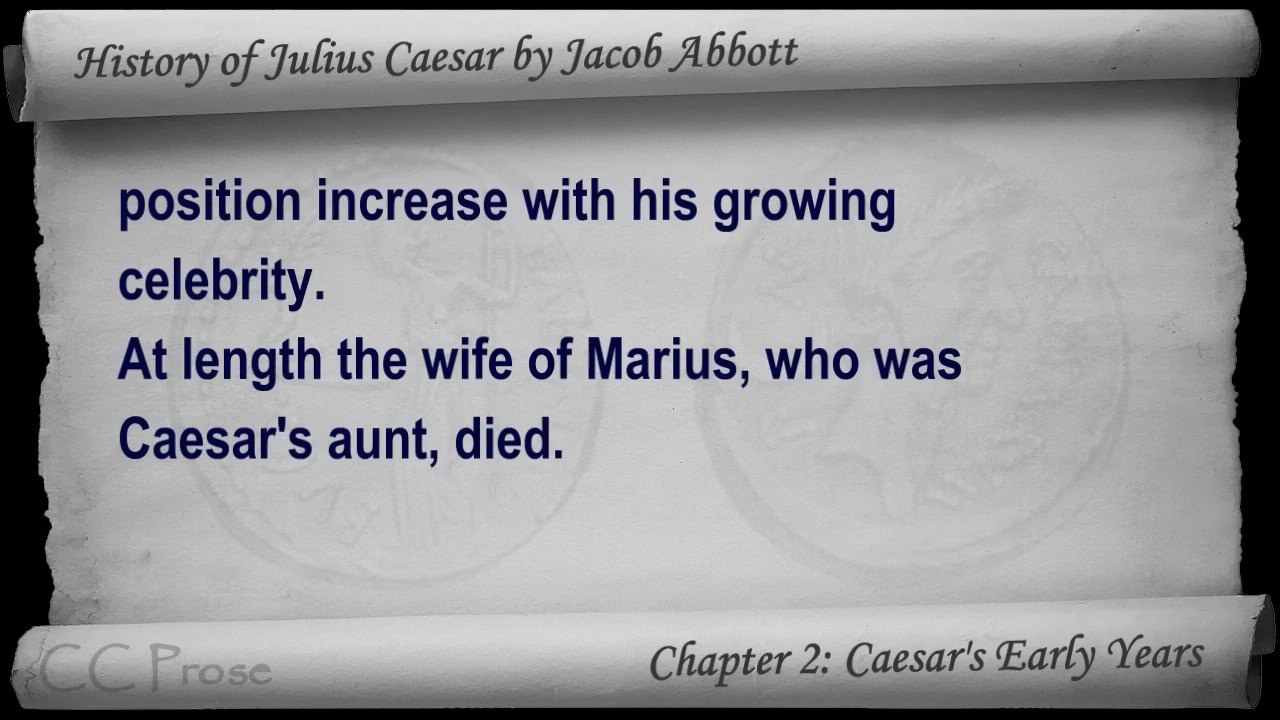 History of Julius Caesar by Jacob Abbott
position increase with his growing
celebrity.
At length the wife of Marius, who was
Caesar's aunt, died.
CC Prose
Chapter 2: Caesar's Early Years